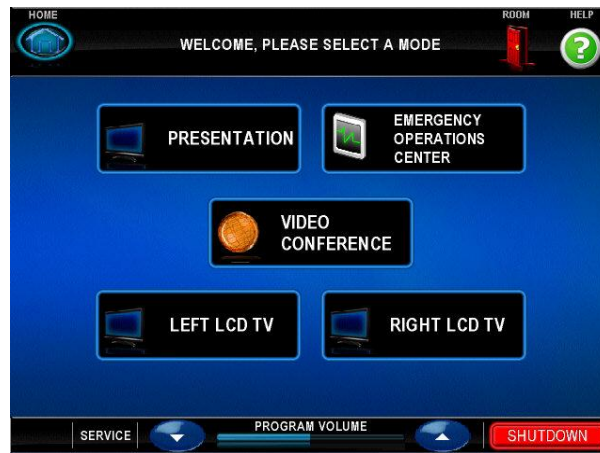 HOME
ROOM
HELP
WELCOME, PLEASE SELECT A MODE
?
PRESENTATION
EMERGENCY
OPERATIONS
CENTER
VIDEO
CONFERENCE
LEFT LCD TV
RIGHT LCD TV
SERVICE
PROGRAM VOLUME
SHUTDOWN